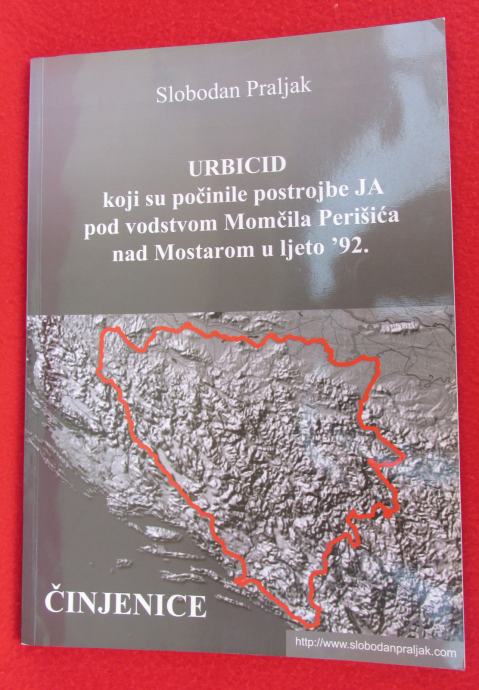 Slobodan Praljak
URBICID
koji su počinile postrojbe JA
pod vodstvom Momčila Perišića
nad Mostarom u ljeto ’92.
ČINJENICE
http://www.slobodanpraljak.com